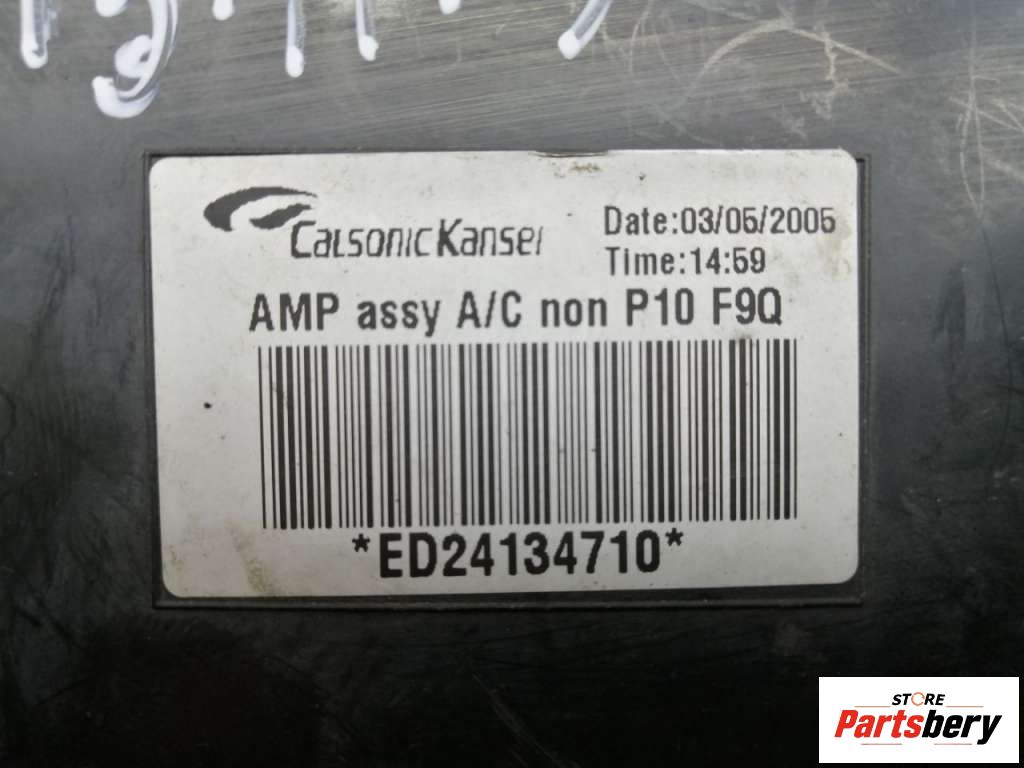 CalsonicKansei
Date:03/05/2005
Time:14:59
AMP assy A/C non P10 F9Q
*ED24134710*
STORE
Partsbery